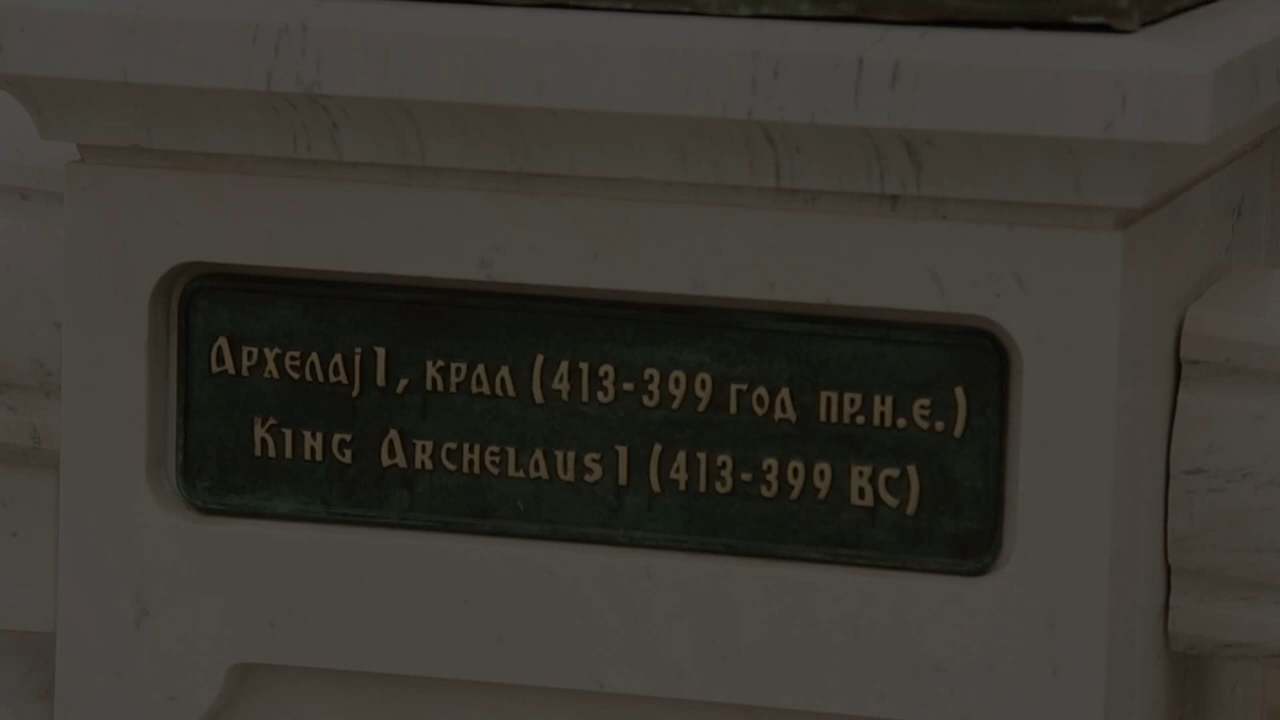 Архелај I, крал (413-399 год пр.н.е.)
King Archelaus I (413-399 BC)